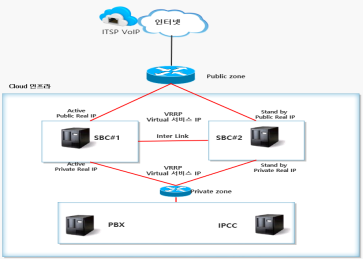 인터넷
ITSP VoIP
Public zone
Cloud 인프라
Active
Public Real IP
VRRP
Virtual 서비스 IP
Stand by
Public Real IP
SBC#1
Inter Link
SBC#2
Active
Private Real IP
VRRP
Virtual 서비스 IP
Stand by
Private Real IP
Private zone
PBX
IPCC